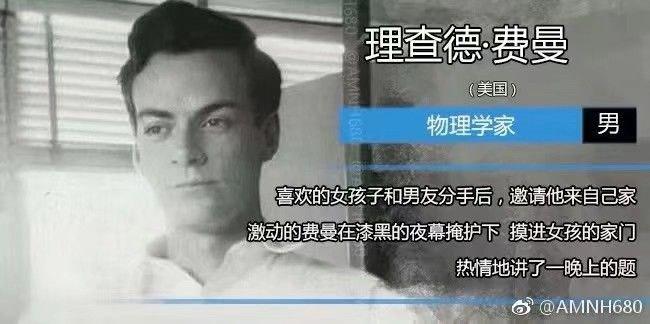 理查德·费曼
（美国）
物理学家
男
喜欢的女孩子和男友分手后，邀请他来自己家
激动的费曼在漆黑的夜幕掩护下 摸进女孩的家门
热情地讲了一晚上的题
@AMNH680
@AMNH680